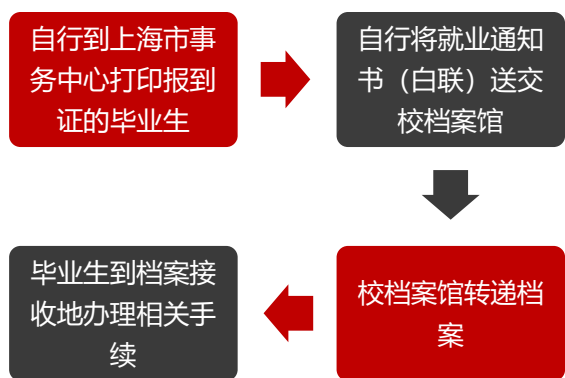 自行到上海市事
务中心打印报到
证的毕业生
自行将就业通知
书（白联）送交
校档案馆
校档案馆转递档
案
毕业生到档案接
收地办理相关手
续